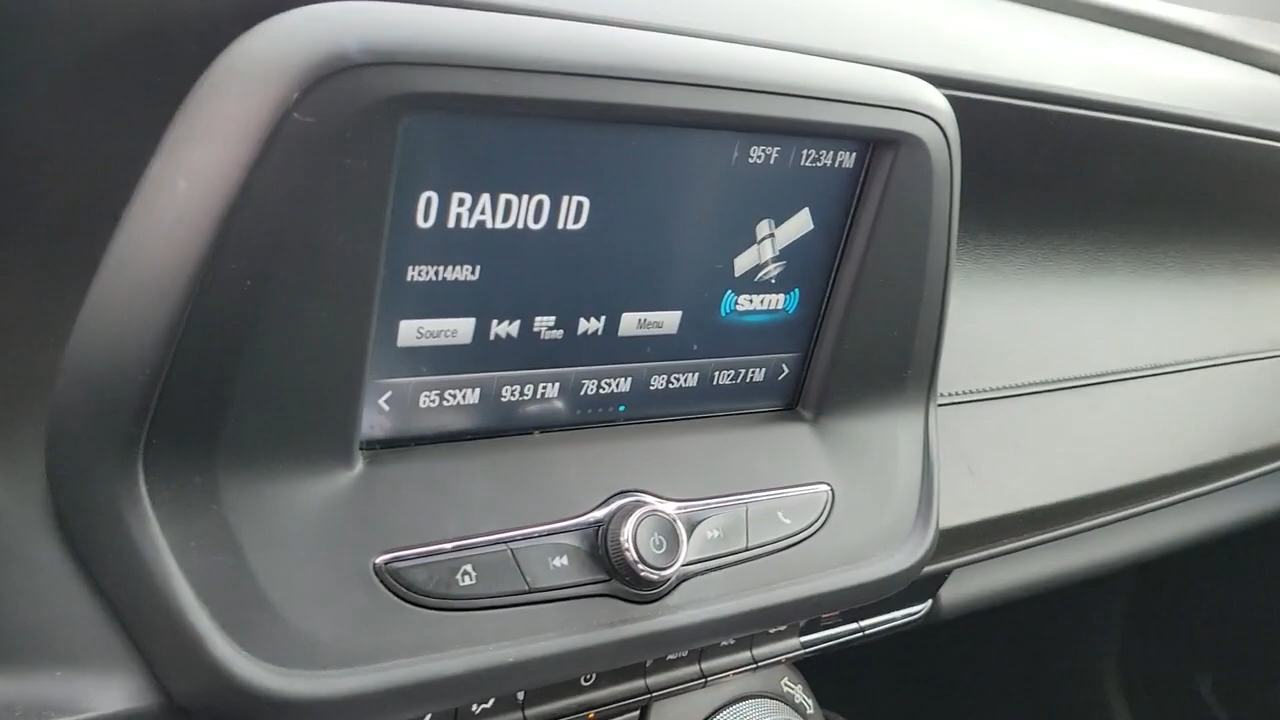 95°F 12:34 PM
0 RADIO ID
H3X14ARJ
sxm
Source Tune Menu
65 SXM 93.9 FM 78 SXM 98 SXM 102.7 FM
AUTO A/C